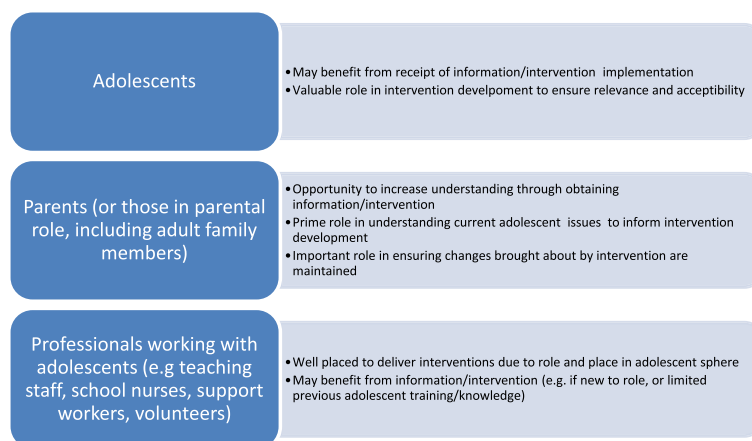 Adolescents
•May benefit from receipt of information/intervention implementation
•Valuable role in intervention develpoment to ensure relevance and acceptibility
Parents (or those in parental
role, including adult family
members)
•Opportunity to increase understanding through obtaining
information/intervention
•Prime role in understanding current adolescent issues to inform intervention
development
•Important role in ensuring changes brought about by intervention are
maintained
Professionals working with
adolescents (e.g teaching
staff, school nurses, support
workers, volunteers)
•Well placed to deliver interventions due to role and place in adolescent sphere
•May benefit from information/intervention (e.g. if new to role, or limited
previous adolescent training/knowledge)